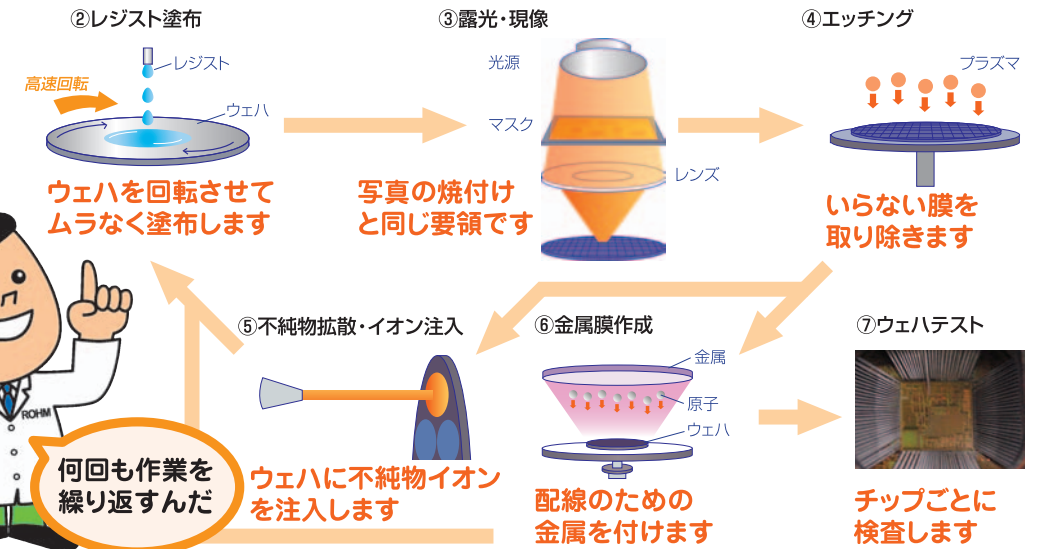 ②レジスト塗布
レジスト
高速回転
ウェハ
ウェハを回転させて
ムラなく塗布します
③露光・現像
光源
マスク
レンズ
写真の焼付け
と同じ要領です
④エッチング
プラズマ
いらない膜を
取り除きます
⑤不純物拡散・イオン注入
ウェハに不純物イオン
を注入します
⑥金属膜作成
金属
原子
ウェハ
配線のための
金属を付けます
⑦ウェハテスト
チップごとに
検査します
ROHM
何回も作業を
繰り返すんだ